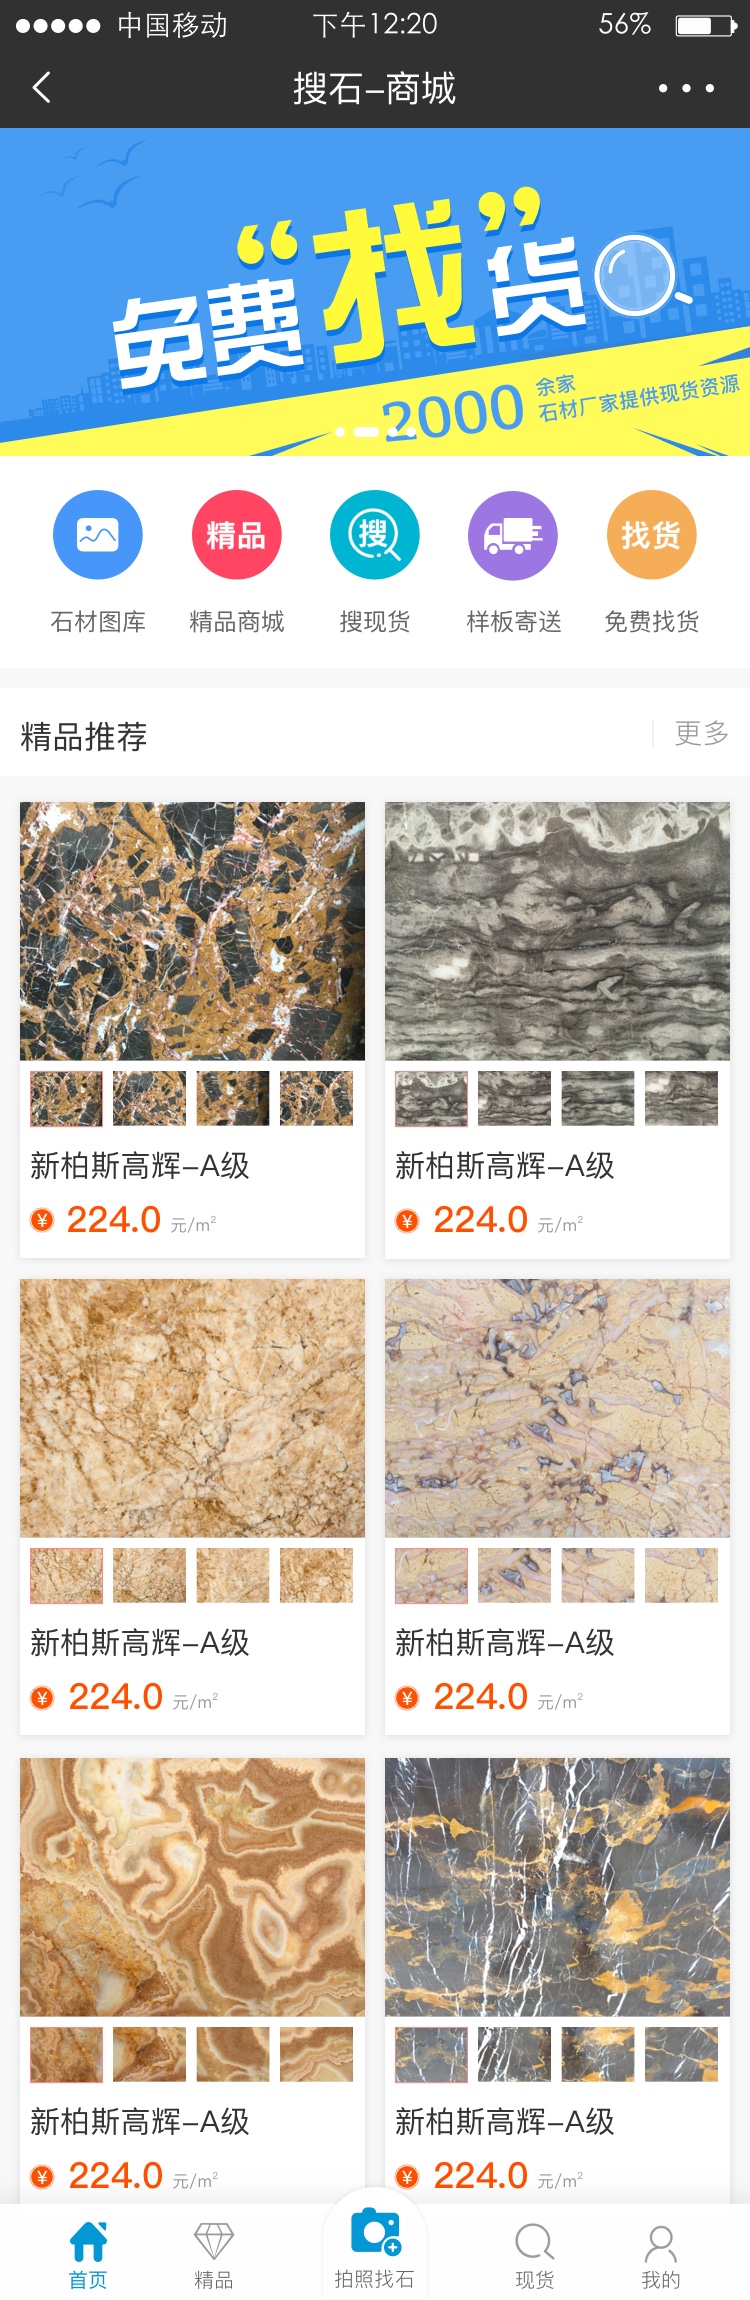 中国移动 下午12:20 56%
搜石-商城
免费“找”货
2000 余家
石材厂家提供现货资源
精品 搜 找货
石材图库 精品商城 搜现货 样板寄送 免费找货
精品推荐 更多
新柏斯高辉-A级 新柏斯高辉-A级
¥ 224.0 元/m² ¥ 224.0 元/m²
新柏斯高辉-A级 新柏斯高辉-A级
¥ 224.0 元/m² ¥ 224.0 元/m²
新柏斯高辉-A级 新柏斯高辉-A级
¥ 224.0 元/m² ¥ 224.0 元/m²
首页 精品 拍照找石 现货 我的